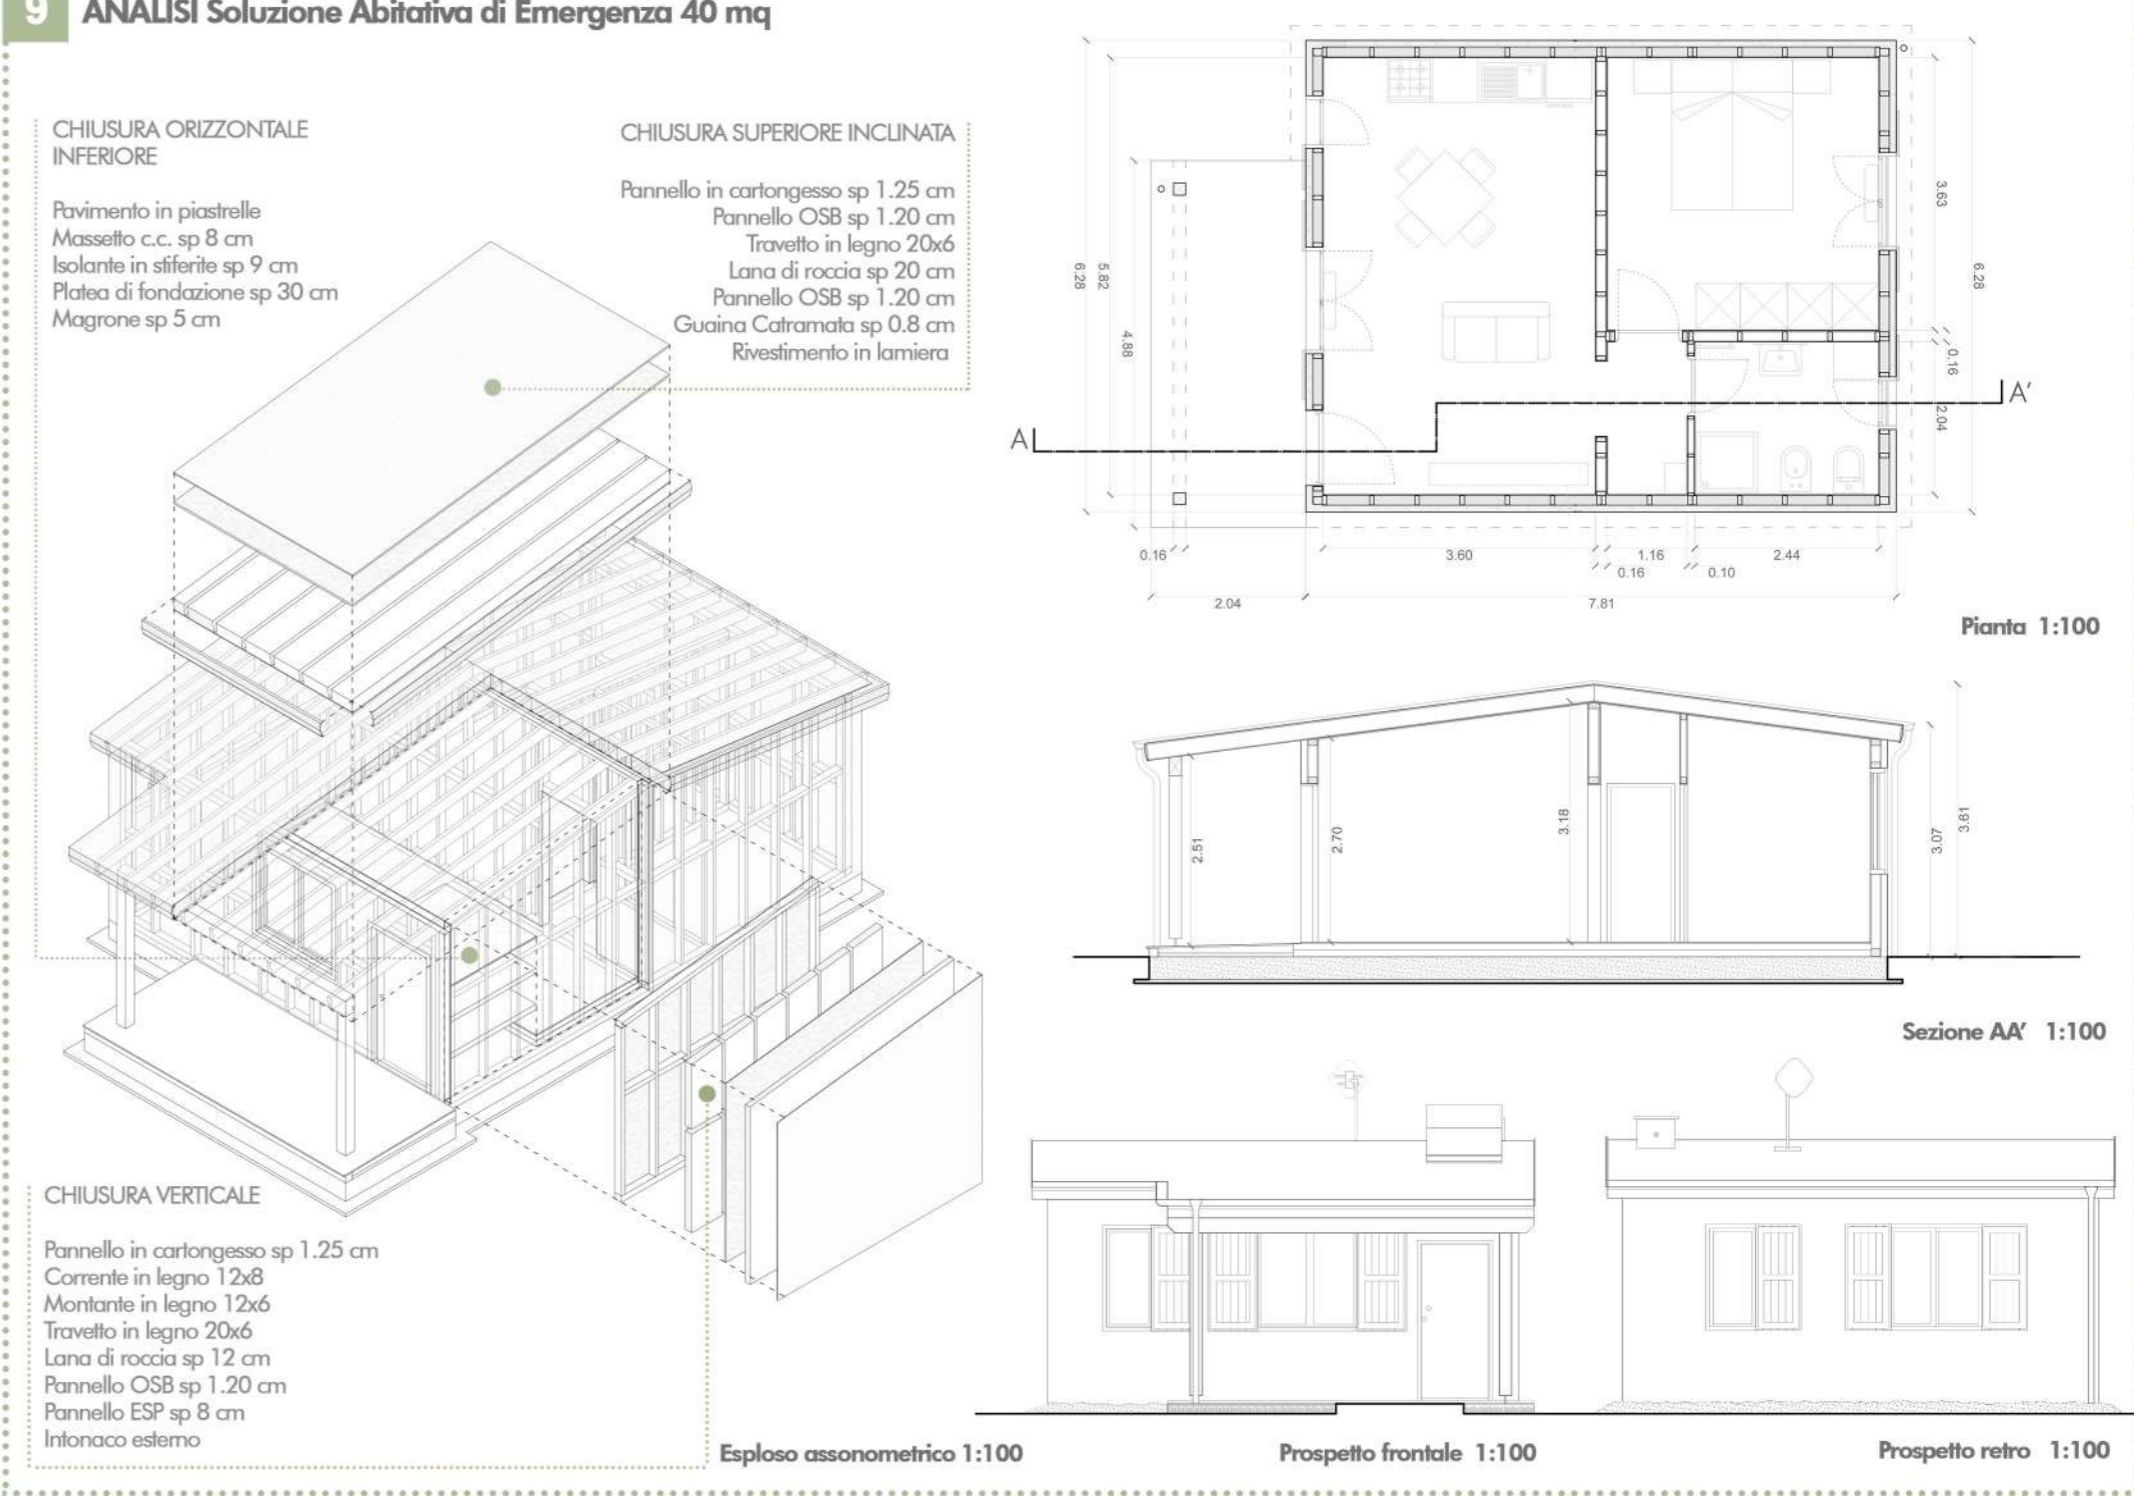 9 ANALISI Soluzione Abitativa di Emergenza 40 mq
CHIUSURA ORIZZONTALE
INFERIORE
Pavimento in piastrelle
Massetto c.c. sp 8 cm
Isolante in stiferite sp 9 cm
Platea di fondazione sp 30 cm
Magrone sp 5 cm
CHIUSURA SUPERIORE INCLINATA
Pannello in cartongesso sp 1.25 cm
Pannello OSB sp 1.20 cm
Travetto in legno 20x6
Lana di roccia sp 20 cm
Pannello OSB sp 1.20 cm
Guaina Catramata sp 0.8 cm
Rivestimento in lamiera
CHIUSURA VERTICALE
Pannello in cartongesso sp 1.25 cm
Corrente in legno 12x8
Montante in legno 12x6
Travetto in legno 20x6
Lana di roccia sp 12 cm
Pannello OSB sp 1.20 cm
Pannello ESP sp 8 cm
Intonaco esterno
Esploso assonometrico 1:100
6.28
5.82
4.88
3.63
6.28
0.16
2.04
A
A'
0.16
3.60
1.16
2.44
0.16
0.10
2.04
7.81
Pianta 1:100
2.51
2.70
3.18
3.07
3.61
Sezione AA' 1:100
Prospetto frontale 1:100
Prospetto retro 1:100